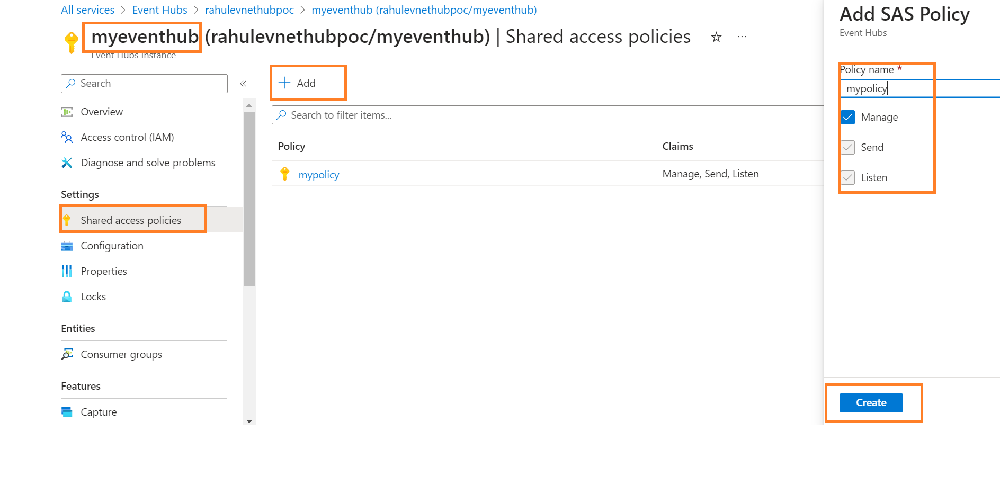 All services > Event Hubs > rahulevnethubpoc > myeventhub (rahulevnethubpoc/myeventhub)
myeventhub (rahulevnethubpoc/myeventhub) | Shared access policies ☆ ...
Event Hubs Instance
Search «
Overview
Access control (IAM)
Diagnose and solve problems
Settings
Shared access policies
Configuration
Properties
Locks
Entities
Consumer groups
Features
Capture
+ Add
Search to filter items...
Policy Claims
mypolicy Manage, Send, Listen
Add SAS Policy
Event Hubs
Policy name *
mypolicy
Manage
Send
Listen
Create